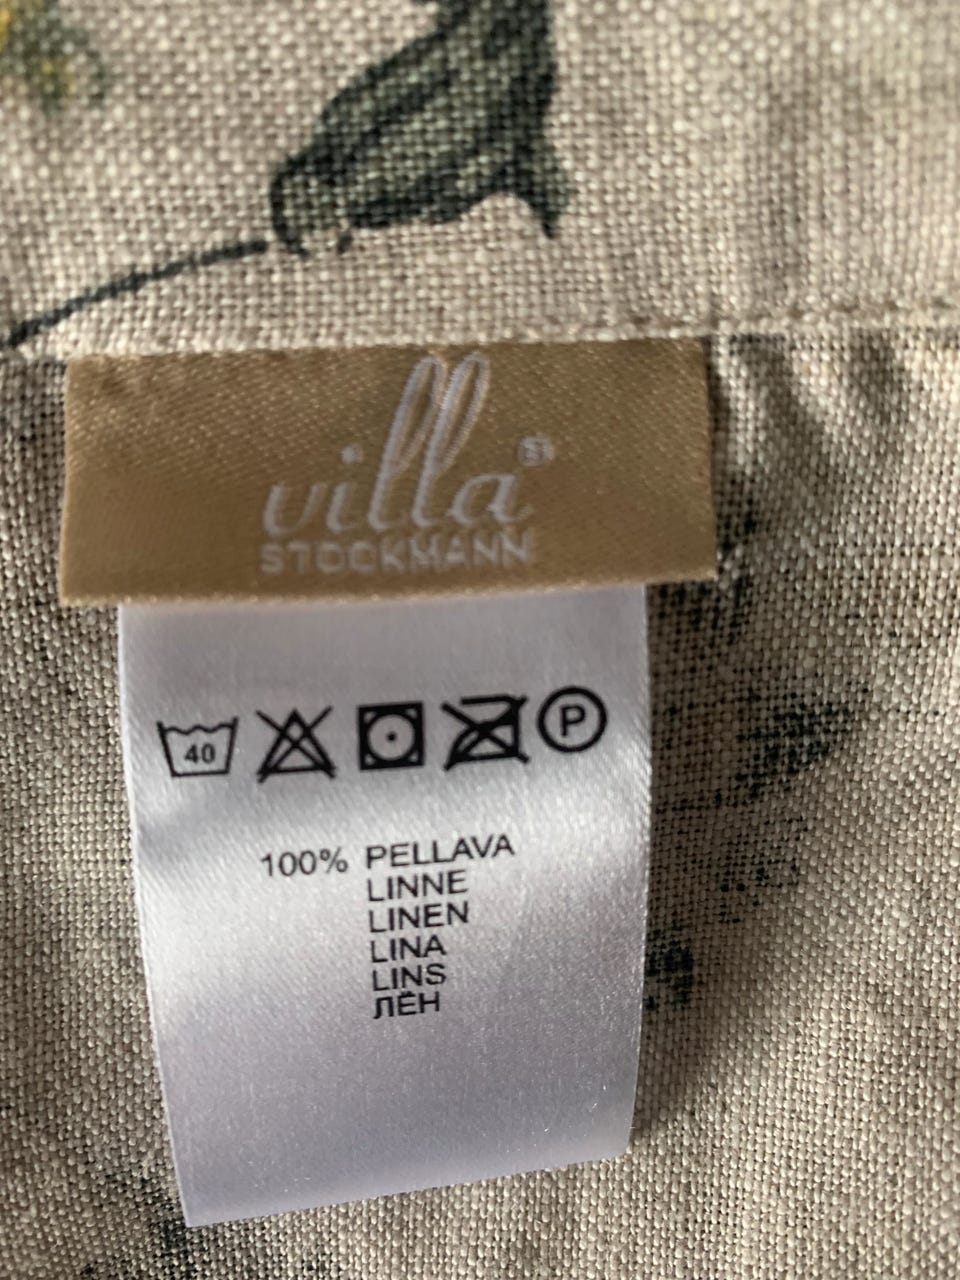 villa
STOCKMANN
40
P
100% PELLAVA
LINNE
LINEN
LINA
LINS
ЛЁН